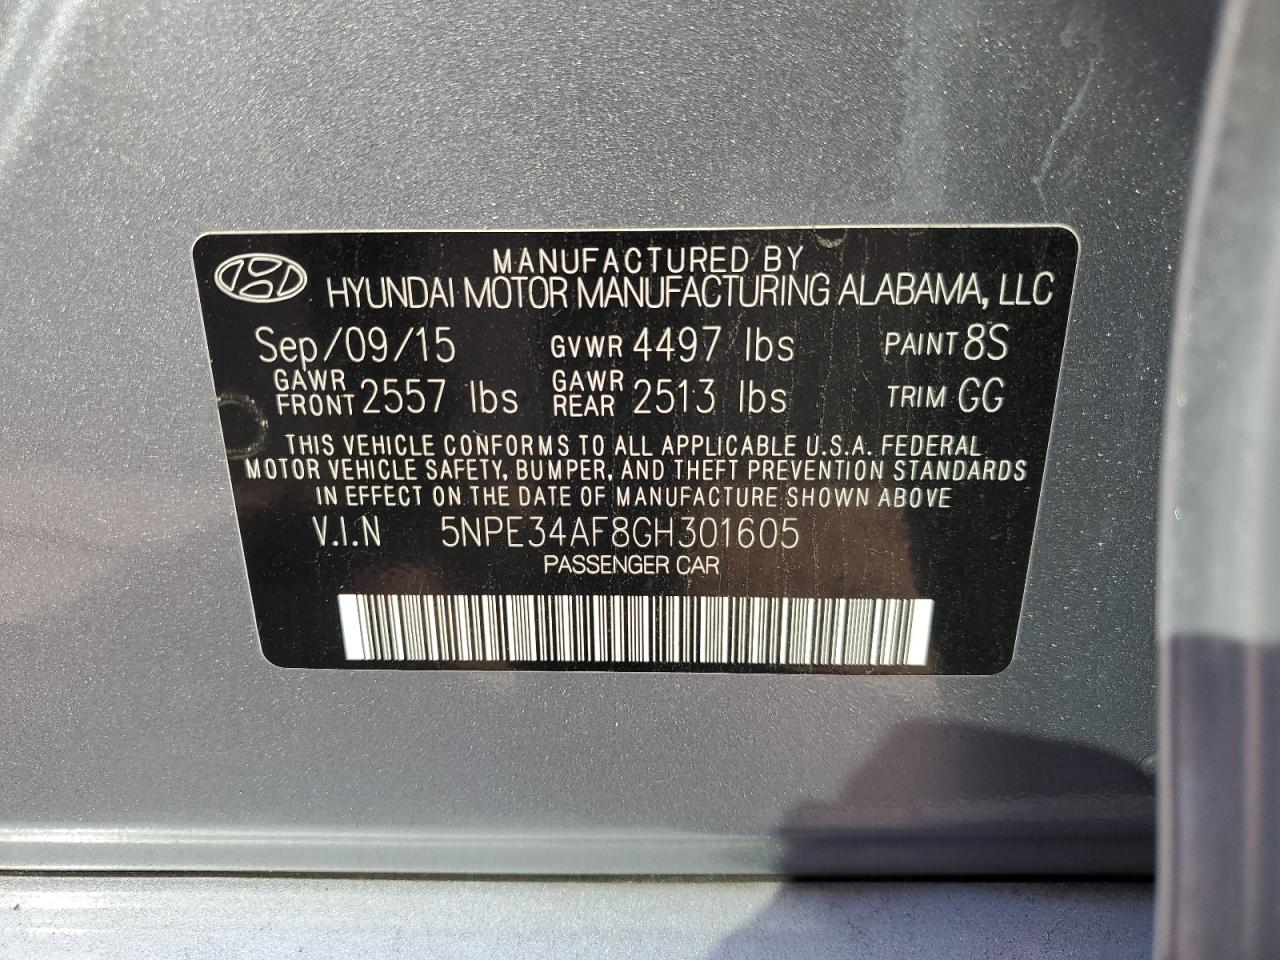 MANUFACTURED BY
HYUNDAI MOTOR MANUFACTURING ALABAMA, LLC
Sep/09/15 GVWR 4497 lbs PAINT 8S
GAWR FRONT 2557 lbs GAWR REAR 2513 lbs TRIM GG
THIS VEHICLE CONFORMS TO ALL APPLICABLE U.S.A. FEDERAL
MOTOR VEHICLE SAFETY, BUMPER, AND THEFT PREVENTION STANDARDS
IN EFFECT ON THE DATE OF MANUFACTURE SHOWN ABOVE
V.I.N 5NPE34AF8GH301605
PASSENGER CAR